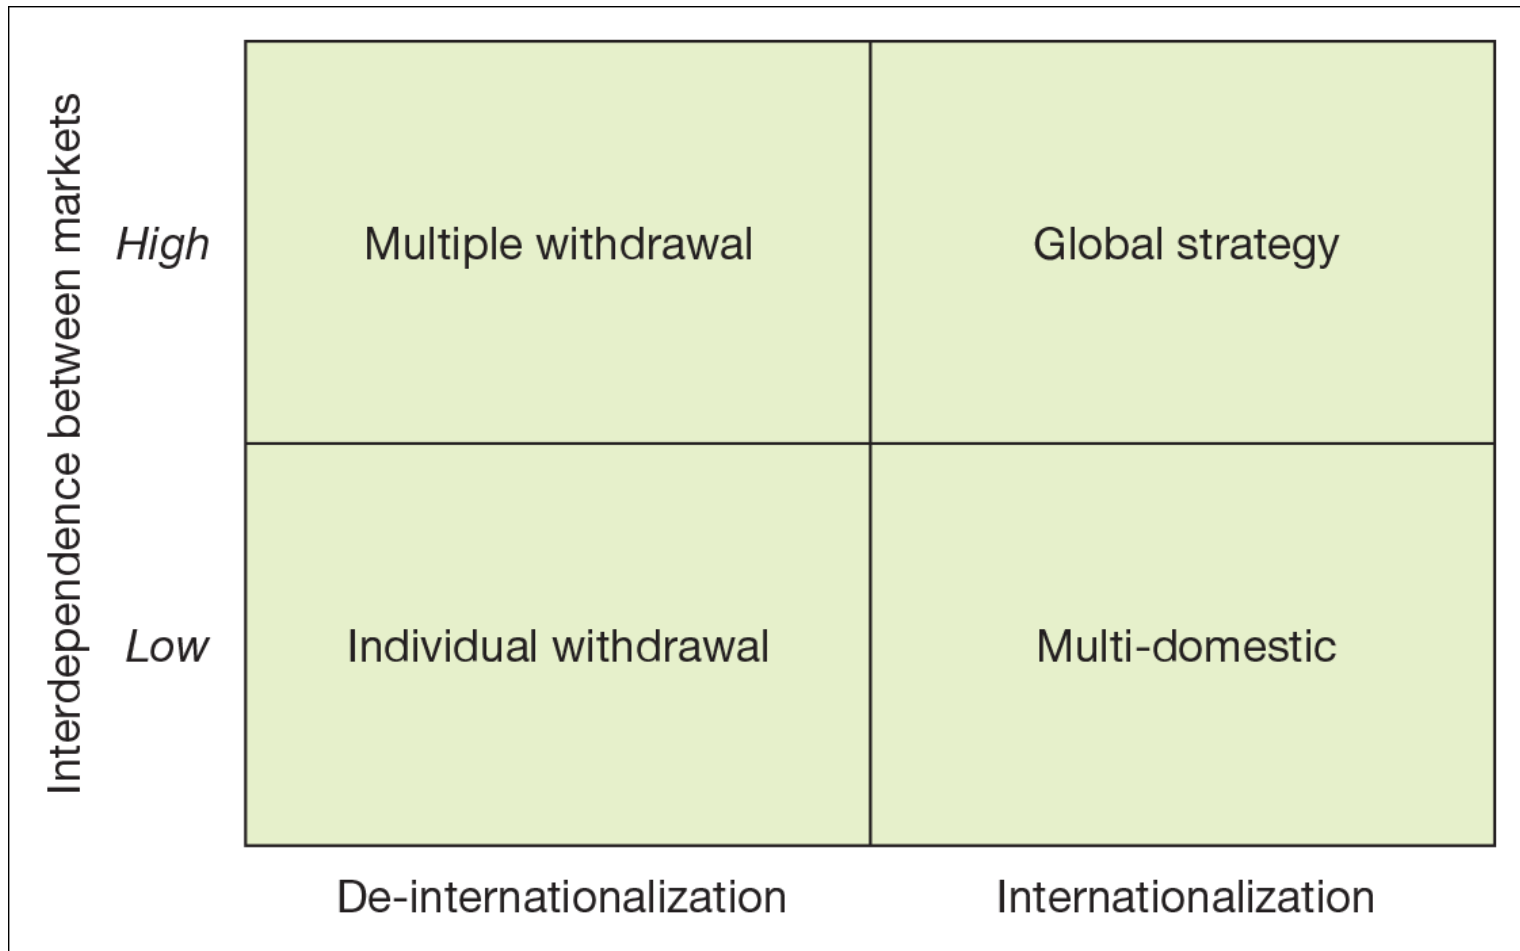 Interdependence between markets
High
Multiple withdrawal
Global strategy
Low
Individual withdrawal
Multi-domestic
De-internationalization
Internationalization